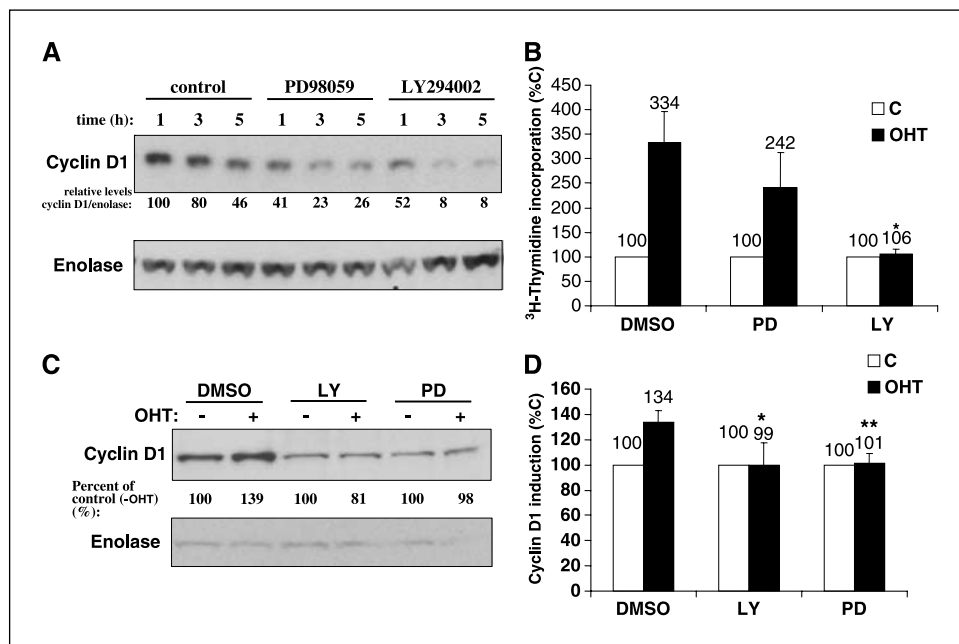 A
control PD98059 LY294002
time (h): 1 3 5 1 3 5 1 3 5
Cyclin D1
relative levels
cyclin D1/enolase: 100 80 46 41 23 26 52 8 8
Enolase
B
³H-Thymidine incorporation (%C)
450
400
350
300
250
200
150
100
50
0
334
242
*
100 100 100 106
C
OHT
DMSO PD LY
C
DMSO LY PD
OHT: - + - + - +
Cyclin D1
Percent of
control (-OHT)
(%):
100 139 100 81 100 98
Enolase
D
Cyclin D1 induction (%C)
160
140
120
100
80
60
40
20
0
C
OHT
134
* **
100 100 99 100 101
DMSO LY PD